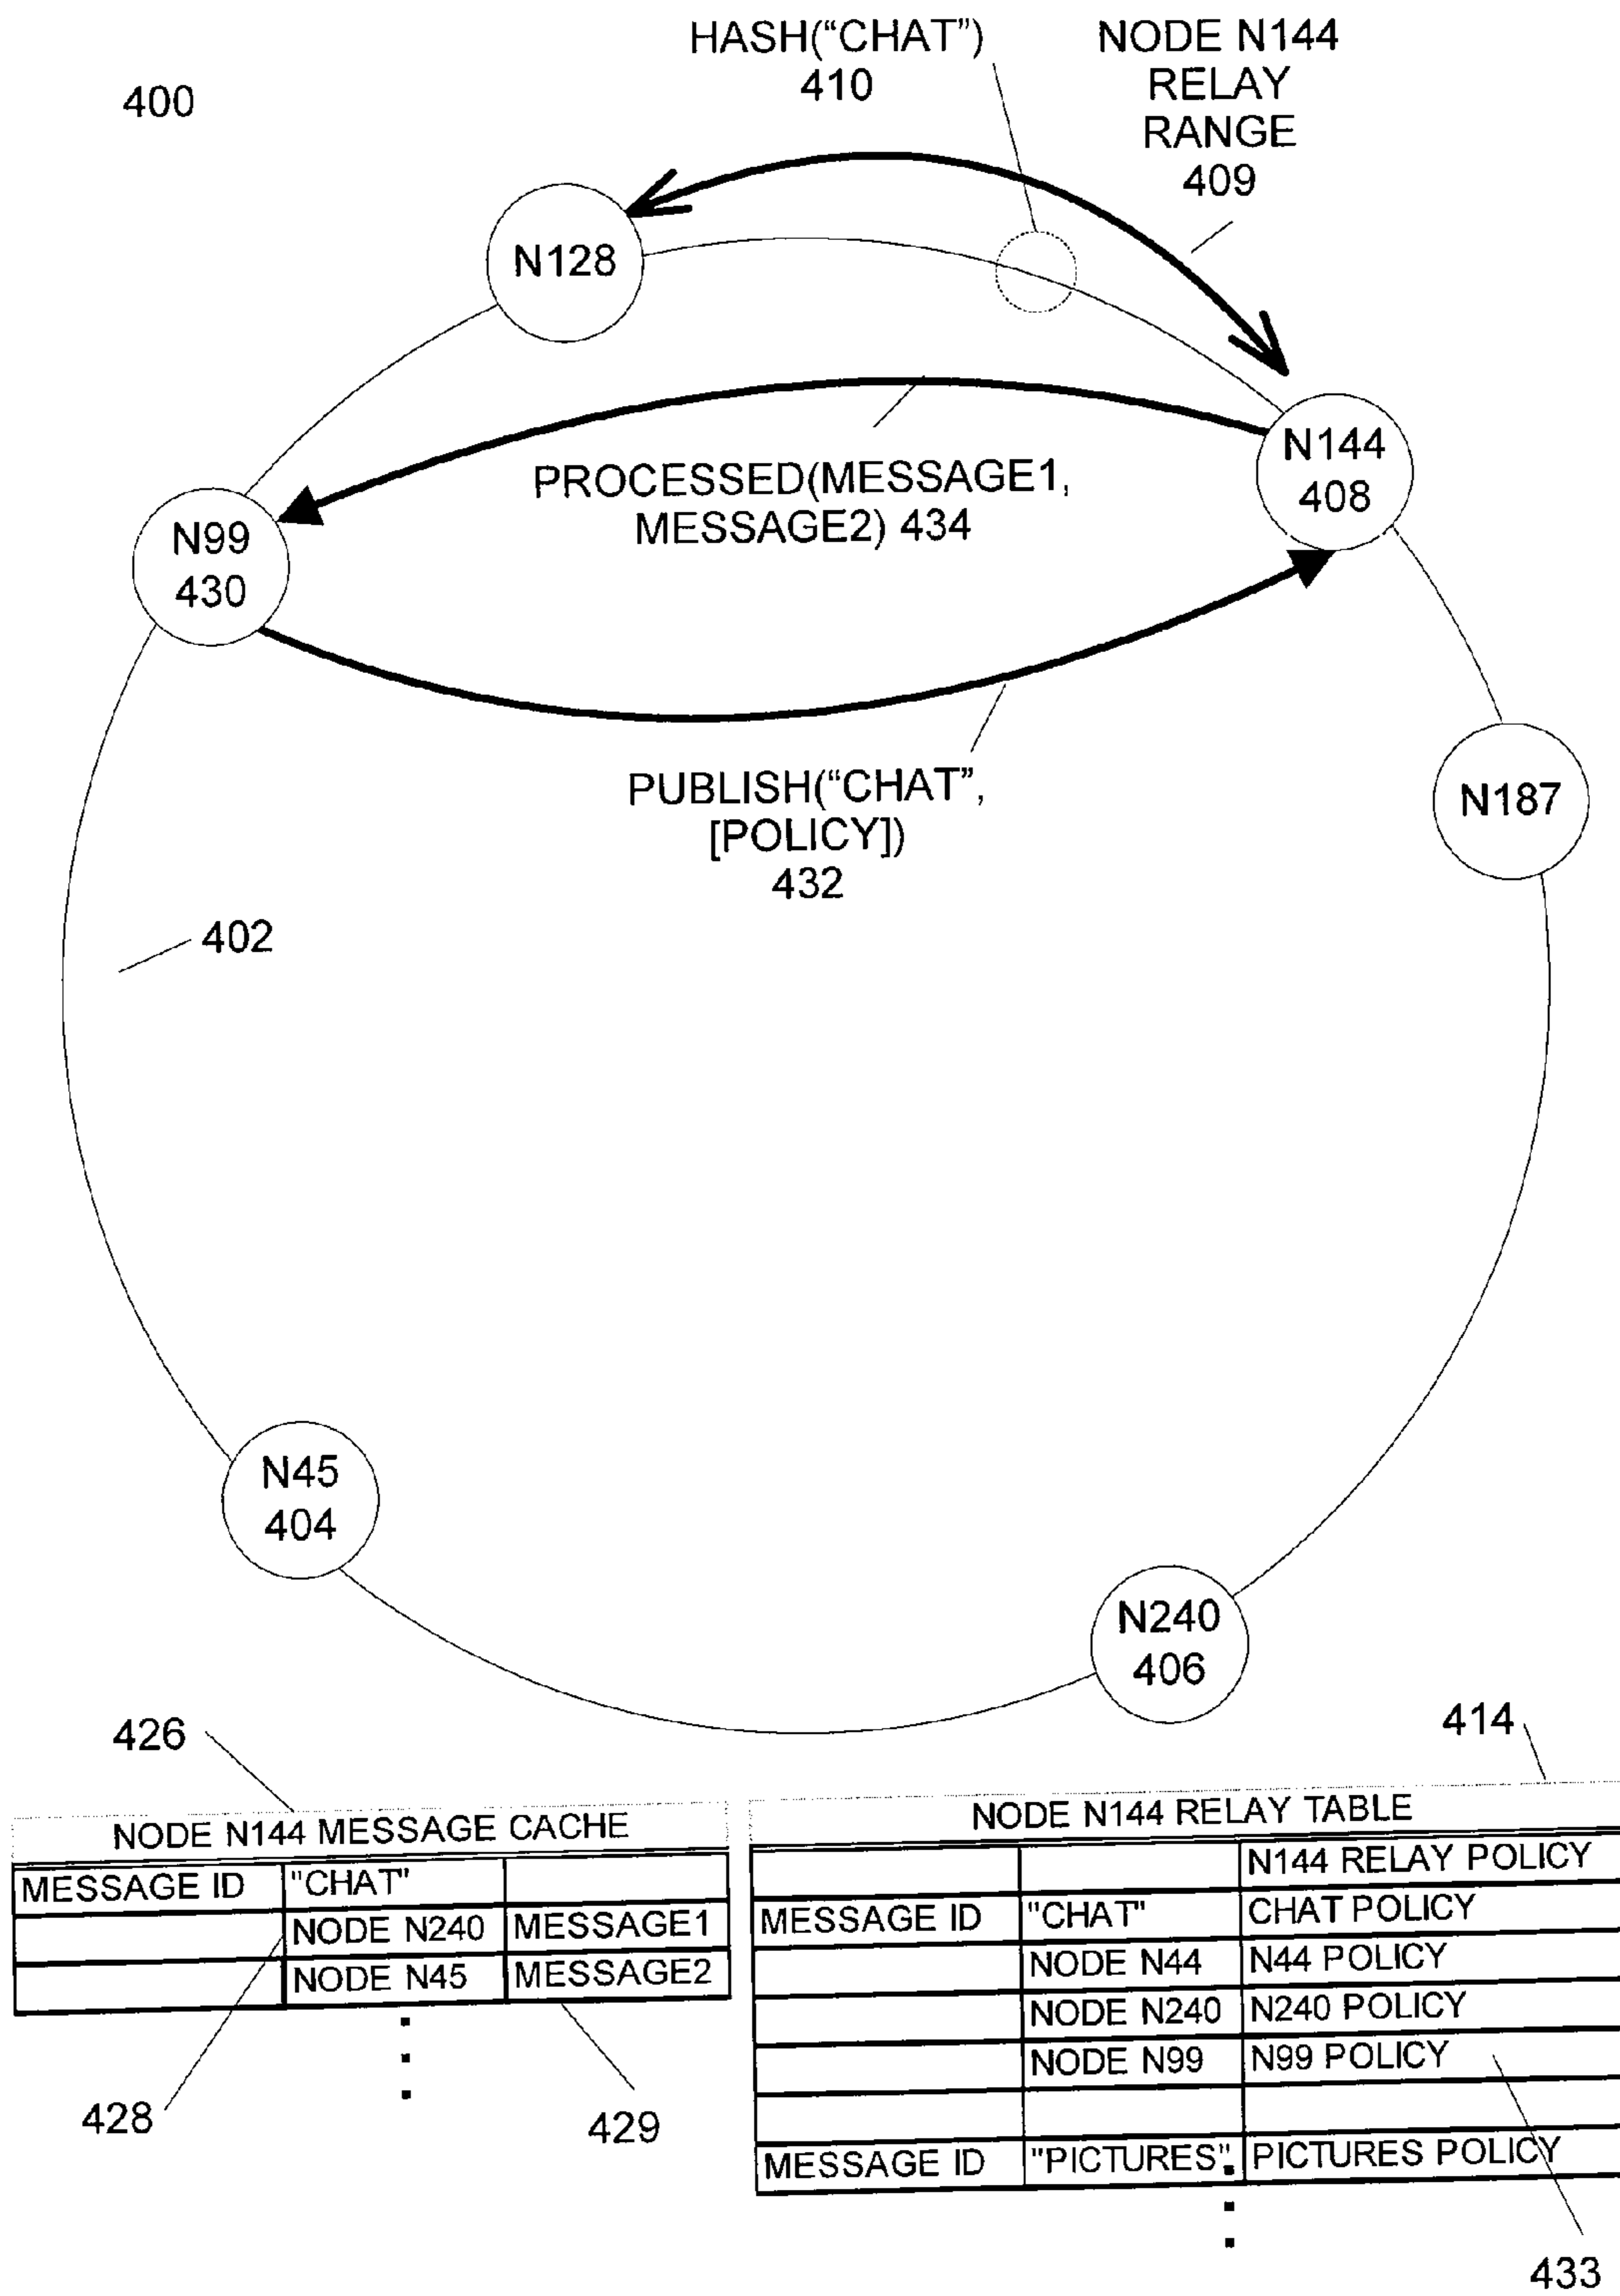 400
HASH(“CHAT”)
410
NODE N144
RELAY
RANGE
409
N128
N144
408
PROCESSED(MESSAGE1,
MESSAGE2) 434
N99
430
PUBLISH(“CHAT”,
[POLICY])
432
N187
402
N45
404
N240
406
426
414
NODE N144 MESSAGE CACHE
MESSAGE ID "CHAT"
NODE N240 MESSAGE1
NODE N45 MESSAGE2
428
429
NODE N144 RELAY TABLE
N144 RELAY POLICY
MESSAGE ID "CHAT" CHAT POLICY
NODE N44 N44 POLICY
NODE N240 N240 POLICY
NODE N99 N99 POLICY
MESSAGE ID "PICTURES" PICTURES POLICY
433